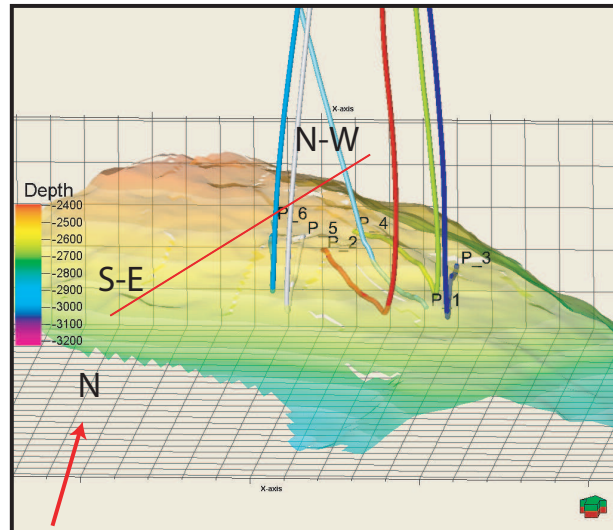 X-axis
N-W
Depth
-2400
-2500
-2600
-2700
-2800
-2900
-3000
-3100
-3200
P_6
P_5
P_4
P_2
P_3
P_1
S-E
N
X-axis